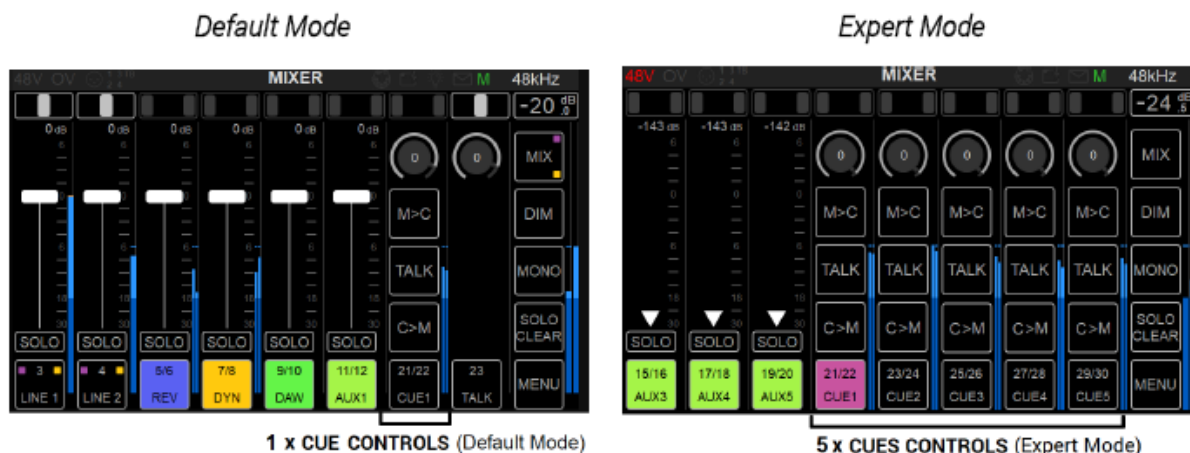 Default Mode
Expert Mode
48V OV MIXER M 48kHz
-20 dB .0
0 dB 0 dB 0 dB 0 dB 0 dB 0 dB
0 0 MIX
M>C DIM
TALK MONO
C>M SOLO CLEAR
SOLO SOLO SOLO SOLO SOLO SOLO
3 4 5/6 7/8 9/10 11/12 21/22 23 MENU
LINE 1 LINE 2 REV DYN DAW AUX1 CUE1 TALK
1 x CUE CONTROLS (Default Mode)
48V OV MIXER M 48kHz
-24 dB .5
-143 dB -143 dB -142 dB
0 0 0 0 0 MIX
M>C M>C M>C M>C M>C DIM
TALK TALK TALK TALK TALK MONO
C>M C>M C>M C>M C>M SOLO CLEAR
SOLO SOLO SOLO
15/16 17/18 19/20 21/22 23/24 25/26 27/28 29/30 MENU
AUX3 AUX4 AUX5 CUE1 CUE2 CUE3 CUE4 CUE5
5 x CUES CONTROLS (Expert Mode)